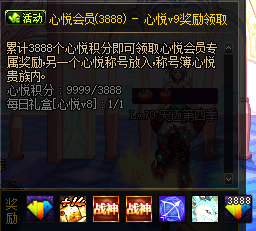 活动 心悦会员(3888) - 心悦v9奖励领取
累计3888个心悦积分即可领取心悦会员专
属奖励,另一个心悦称号放入,称号簿心悦
贵族内。
心悦积分 : 9999/3888
每日礼盒[心悦v8] : 1/1
Lv70
奖励
战神
战神
3888